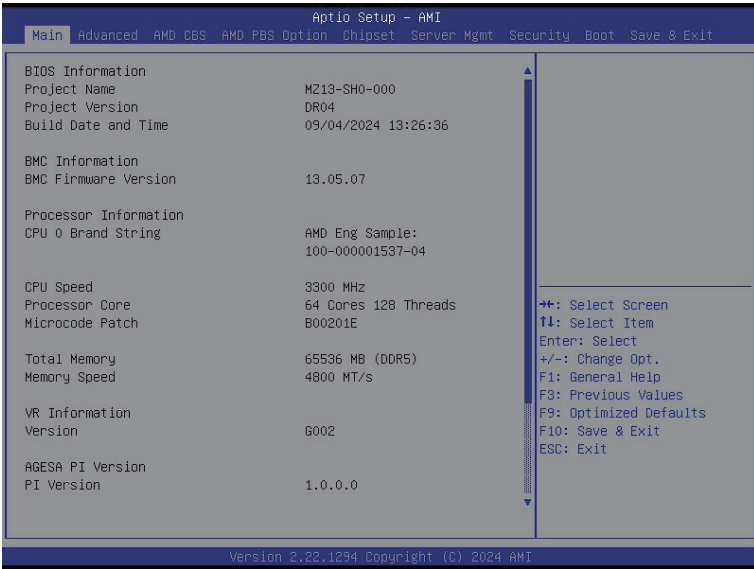 Aptio Setup – AMI
Main Advanced AMD CBS AMD PBS Option Chipset Server Mgmt Security Boot Save & Exit
BIOS Information
Project Name MZ13-SH0-000
Project Version DR04
Build Date and Time 09/04/2024 13:26:36
BMC Information
BMC Firmware Version 13.05.07
Processor Information
CPU 0 Brand String AMD Eng Sample:
100-000001537-04
CPU Speed 3300 MHz
Processor Core 64 Cores 128 Threads
Microcode Patch B00201E
Total Memory 65536 MB (DDR5)
Memory Speed 4800 MT/s
VR Information
Version G002
AGESA PI Version
PI Version 1.0.0.0
→←: Select Screen
↑↓: Select Item
Enter: Select
+/-: Change Opt.
F1: General Help
F3: Previous Values
F9: Optimized Defaults
F10: Save & Exit
ESC: Exit
Version 2.22.1294 Copyright (C) 2024 AMI